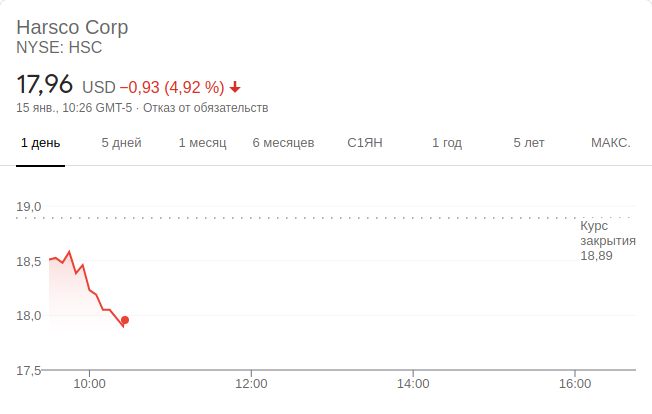 Harsco Corp
NYSE: HSC
17,96 USD −0,93 (4,92 %)
15 янв., 10:26 GMT-5 · Отказ от обязательств
1 день 5 дней 1 месяц 6 месяцев С1ЯН 1 год 5 лет МАКС.
19,0
Курс
закрытия
18,89
18,5
18,0
17,5
10:00 12:00 14:00 16:00